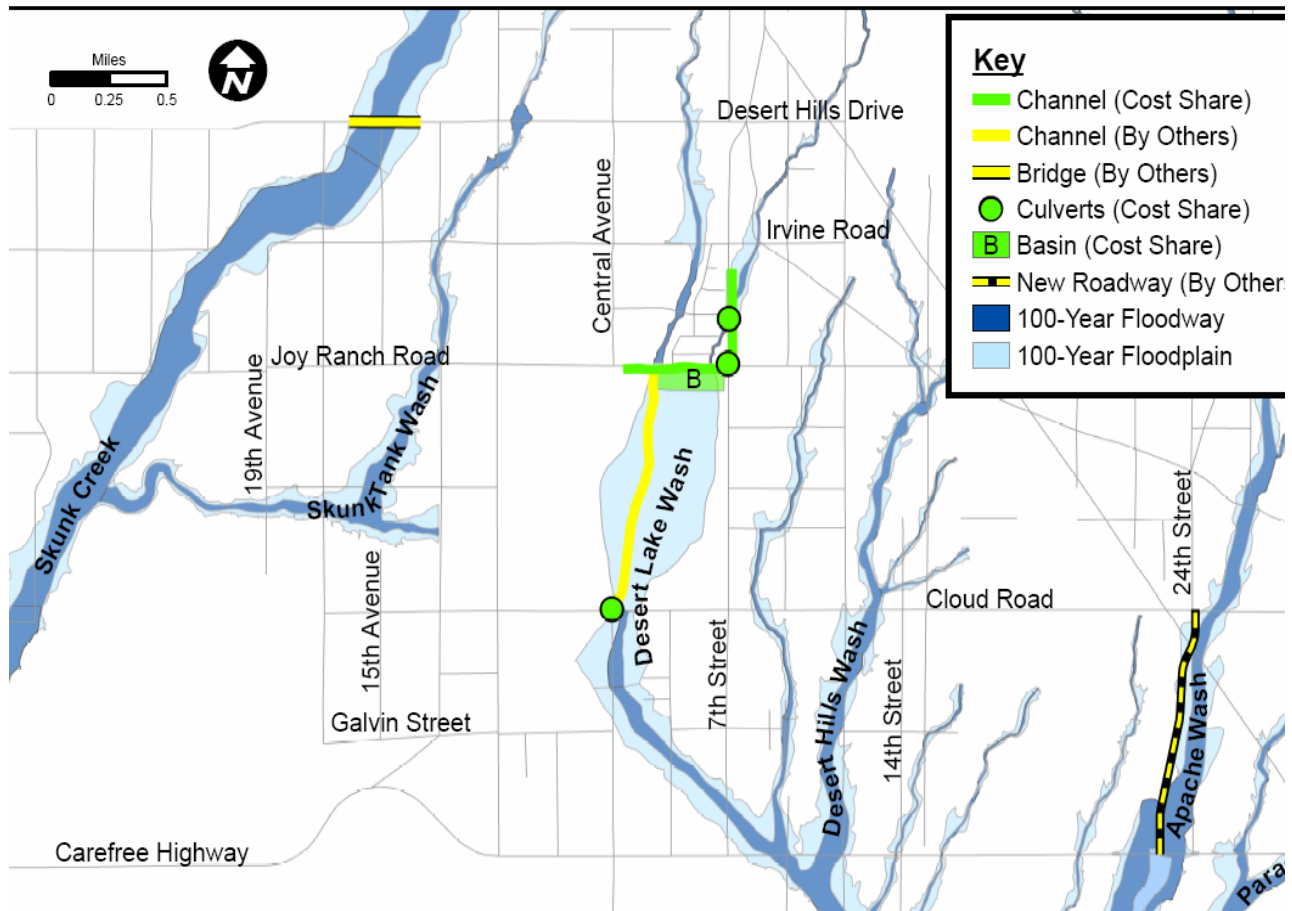 Miles
0 0.25 0.5
N
Key
Channel (Cost Share)
Channel (By Others)
Bridge (By Others)
Culverts (Cost Share)
B Basin (Cost Share)
New Roadway (By Others
100-Year Floodway
100-Year Floodplain
Desert Hills Drive
Central Avenue
Irvine Road
Joy Ranch Road
B
19th Avenue
Skunk Creek
Skunk Tank Wash
Desert Lake Wash
24th Street
15th Avenue
Cloud Road
7th Street
Desert Hills Wash
14th Street
Apache Wash
Galvin Street
Carefree Highway
Para